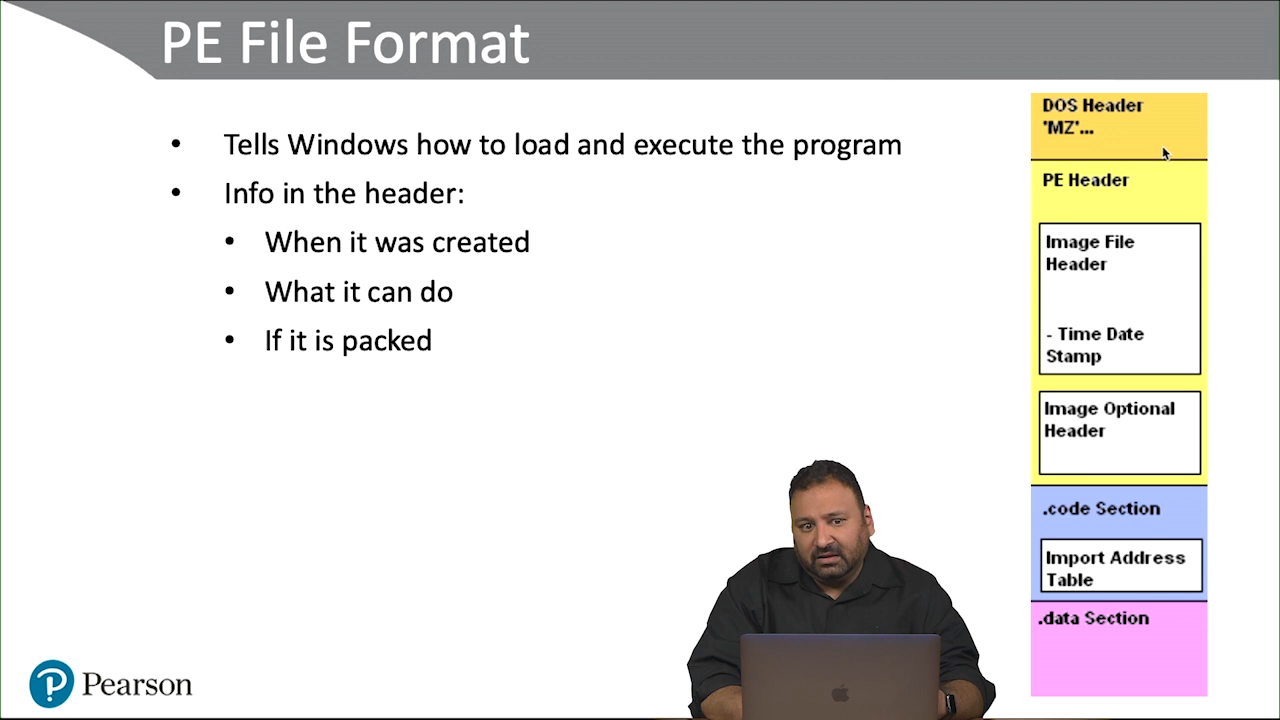 PE File Format
• Tells Windows how to load and execute the program
• Info in the header:
• When it was created
• What it can do
• If it is packed
DOS Header
'MZ'...
PE Header
Image File
Header
- Time Date
Stamp
Image Optional
Header
.code Section
Import Address
Table
.data Section
Pearson